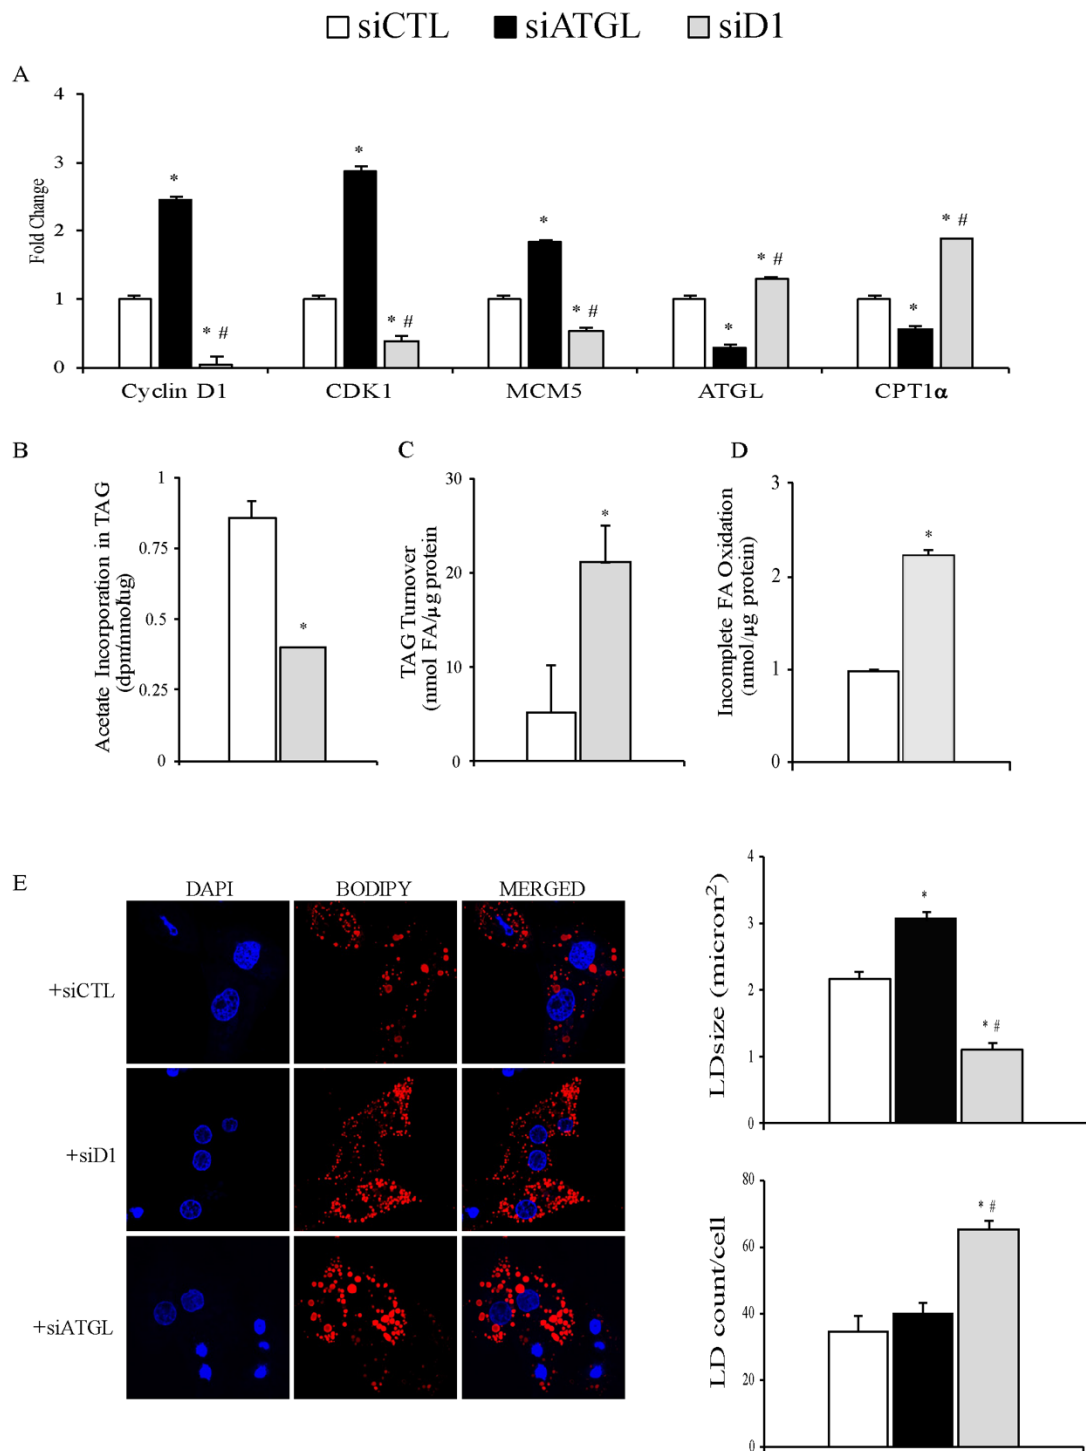 siCTL siATGL siD1
A
Fold Change
4
3
2
1
0
*
* #
*
* #
*
* #
*
* #
*
* #
Cyclin D1 CDK1 MCM5 ATGL CPT1α
B
Acetate Incorporation in TAG
(dpm/nmol/ug)
1
0.75
0.5
0.25
0
*
C
TAG Turnover
(nmol FA/µg protein)
30
20
10
0
*
D
Incomplete FA Oxidation
(nmol/µg protein)
3
2
1
0
*
E
DAPI BODIPY MERGED
+siCTL
+siD1
+siATGL
LDsize (micron²)
4
3
2
1
0
*
* #
LD count/cell
80
60
40
20
0
* #